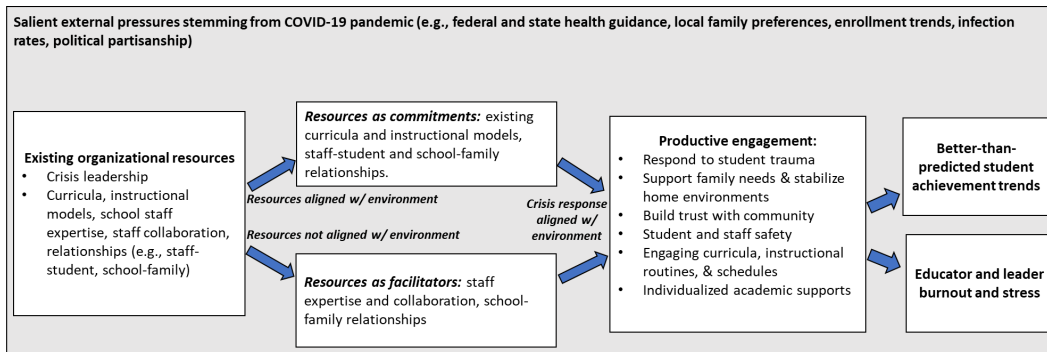 Salient external pressures stemming from COVID-19 pandemic (e.g., federal and state health guidance, local family preferences, enrollment trends, infection
rates, political partisanship)
Existing organizational resources
• Crisis leadership
• Curricula, instructional
models, school staff
expertise, staff collaboration,
relationships (e.g., staff-
student, school-family)
Resources as commitments: existing
curricula and instructional models,
staff-student and school-family
relationships.
Resources aligned w/ environment
Resources not aligned w/ environment
Resources as facilitators: staff
expertise and collaboration, school-
family relationships
Crisis response
aligned w/
environment
Productive engagement:
• Respond to student trauma
• Support family needs & stabilize
home environments
• Build trust with community
• Student and staff safety
• Engaging curricula, instructional
routines, & schedules
• Individualized academic supports
Better-than-
predicted student
achievement trends
Educator and leader
burnout and stress